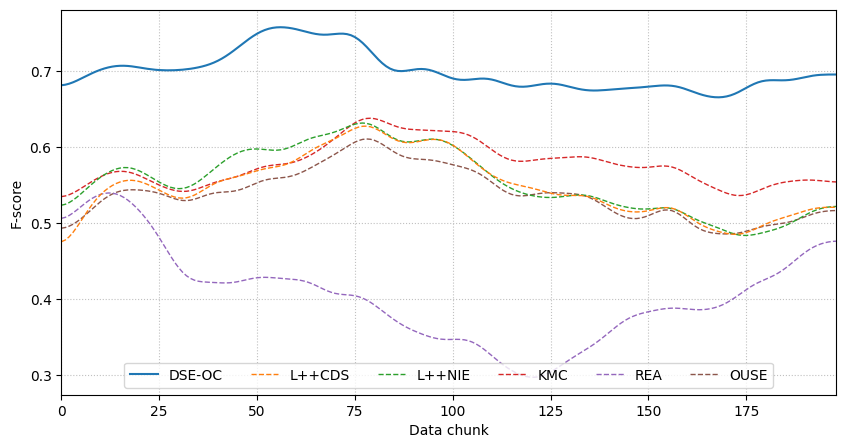 F-score
0.7
0.6
0.5
0.4
0.3
DSE-OC L++CDS L++NIE KMC REA OUSE
0 25 50 75 100 125 150 175
Data chunk